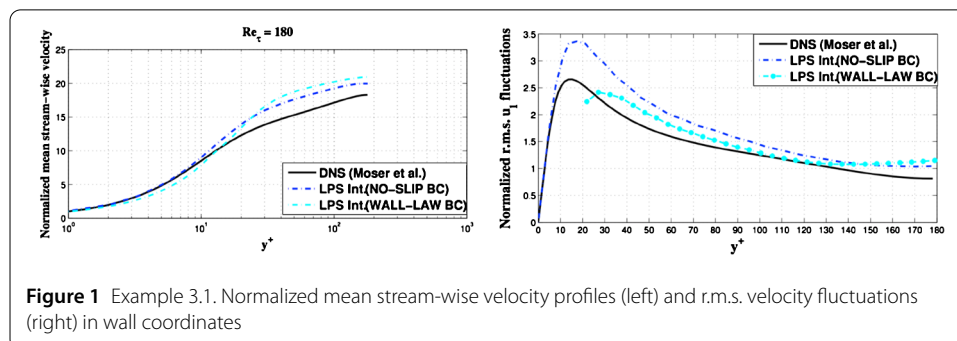 Re_τ = 180
Normalized mean stream-wise velocity
25
20
15
10
5
0
DNS (Moser et al.)
LPS Int.(NO-SLIP BC)
LPS Int.(WALL-LAW BC)
10^0
10^1
10^2
10^3
y^+
Normalized r.m.s. u_1 fluctuations
3.5
3
2.5
2
1.5
1
0.5
0
DNS (Moser et al.)
LPS Int.(NO-SLIP BC)
LPS Int.(WALL-LAW BC)
0 10 20 30 40 50 60 70 80 90 100 110 120 130 140 150 160 170 180
y^+
Figure 1 Example 3.1. Normalized mean stream-wise velocity profiles (left) and r.m.s. velocity fluctuations
(right) in wall coordinates